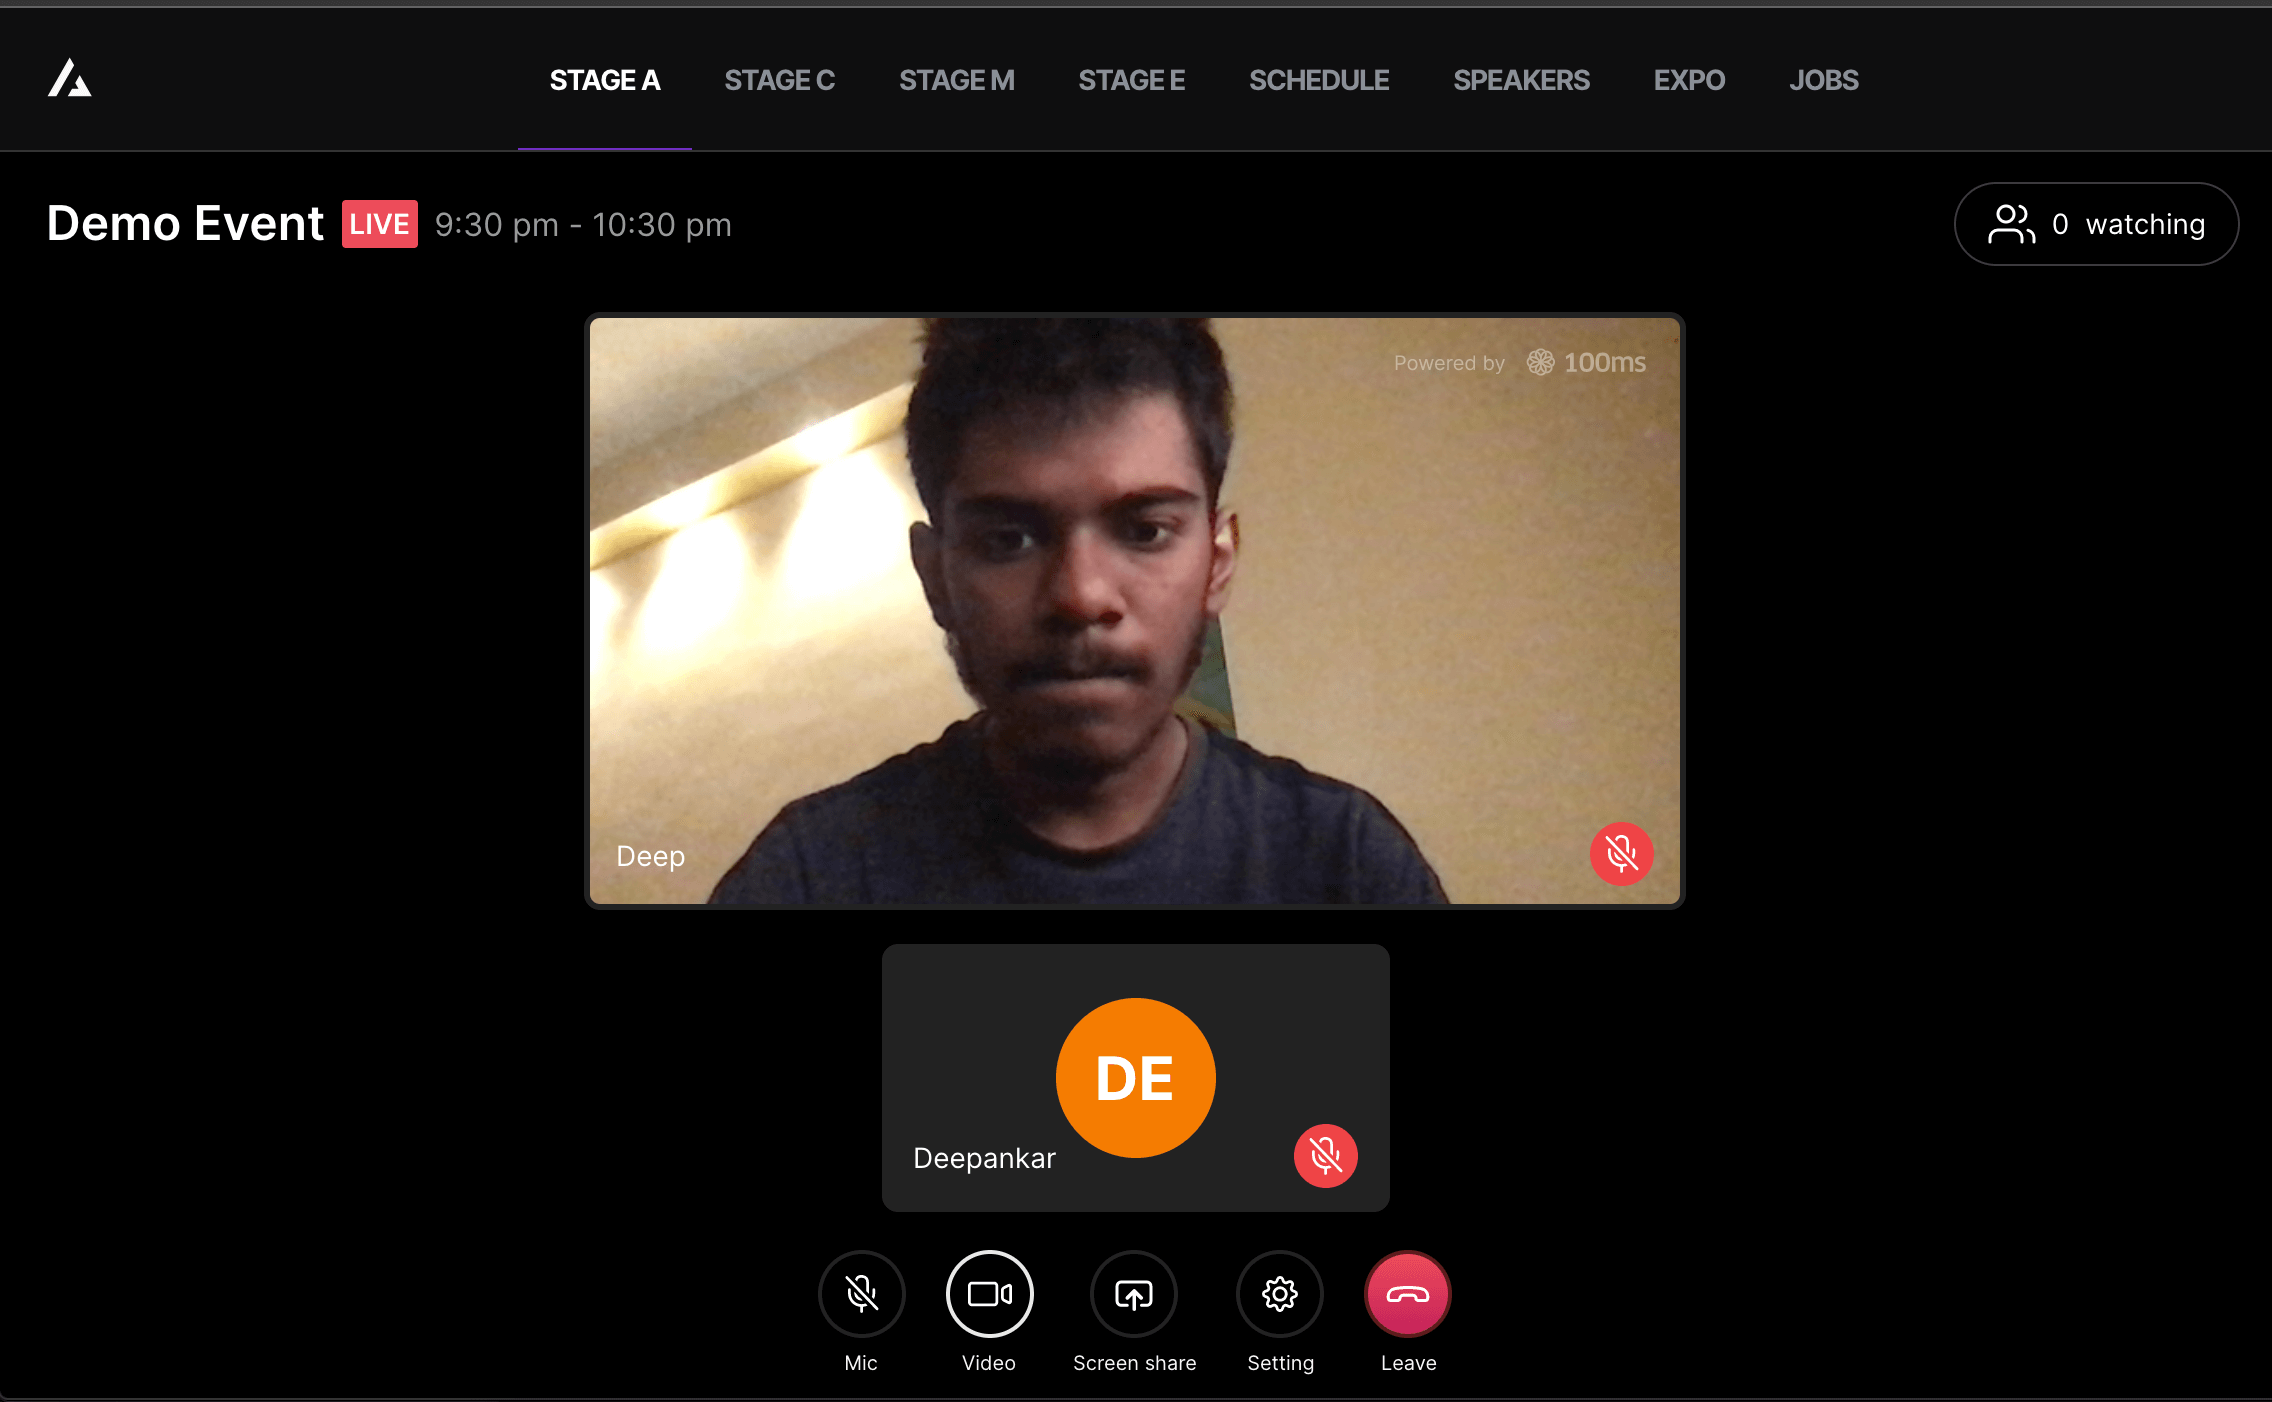 STAGE A STAGE C STAGE M STAGE E SCHEDULE SPEAKERS EXPO JOBS
Demo Event LIVE 9:30 pm - 10:30 pm 0 watching
Powered by 100ms
Deep
DE
Deepankar
Mic Video Screen share Setting Leave